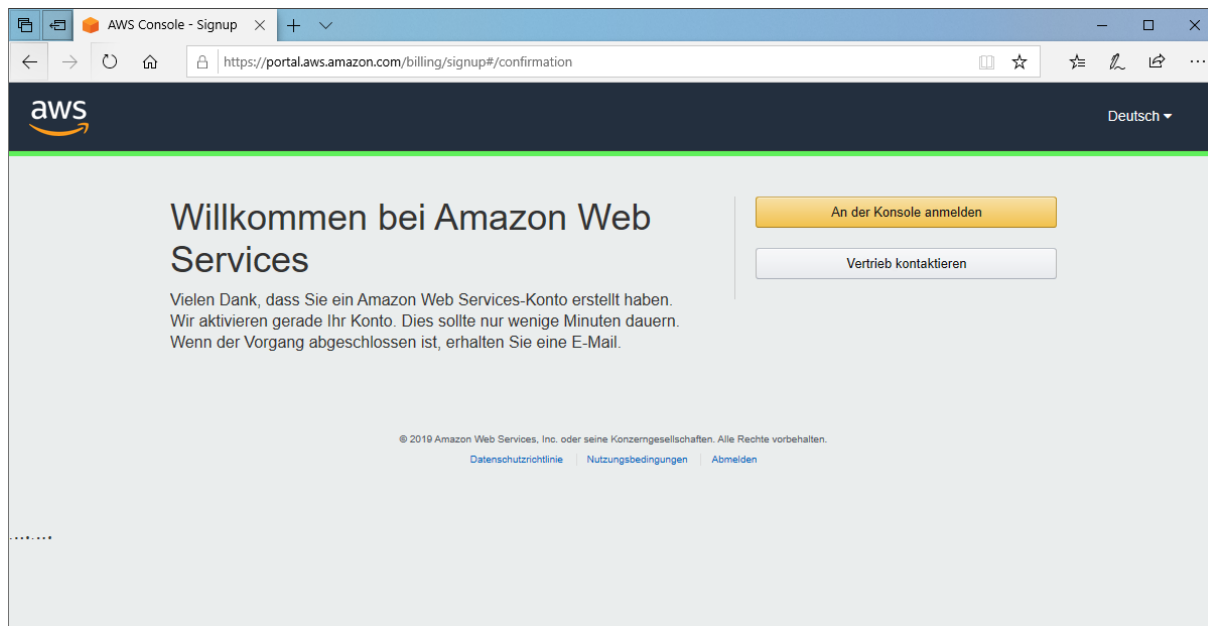 AWS Console - Signup
https://portal.aws.amazon.com/billing/signup#/confirmation
aws
Deutsch
Willkommen bei Amazon Web
Services
Vielen Dank, dass Sie ein Amazon Web Services-Konto erstellt haben.
Wir aktivieren gerade Ihr Konto. Dies sollte nur wenige Minuten dauern.
Wenn der Vorgang abgeschlossen ist, erhalten Sie eine E-Mail.
An der Konsole anmelden
Vertrieb kontaktieren
© 2019 Amazon Web Services, Inc. oder seine Konzerngesellschaften. Alle Rechte vorbehalten.
Datenschutzrichtlinie Nutzungsbedingungen Abmelden